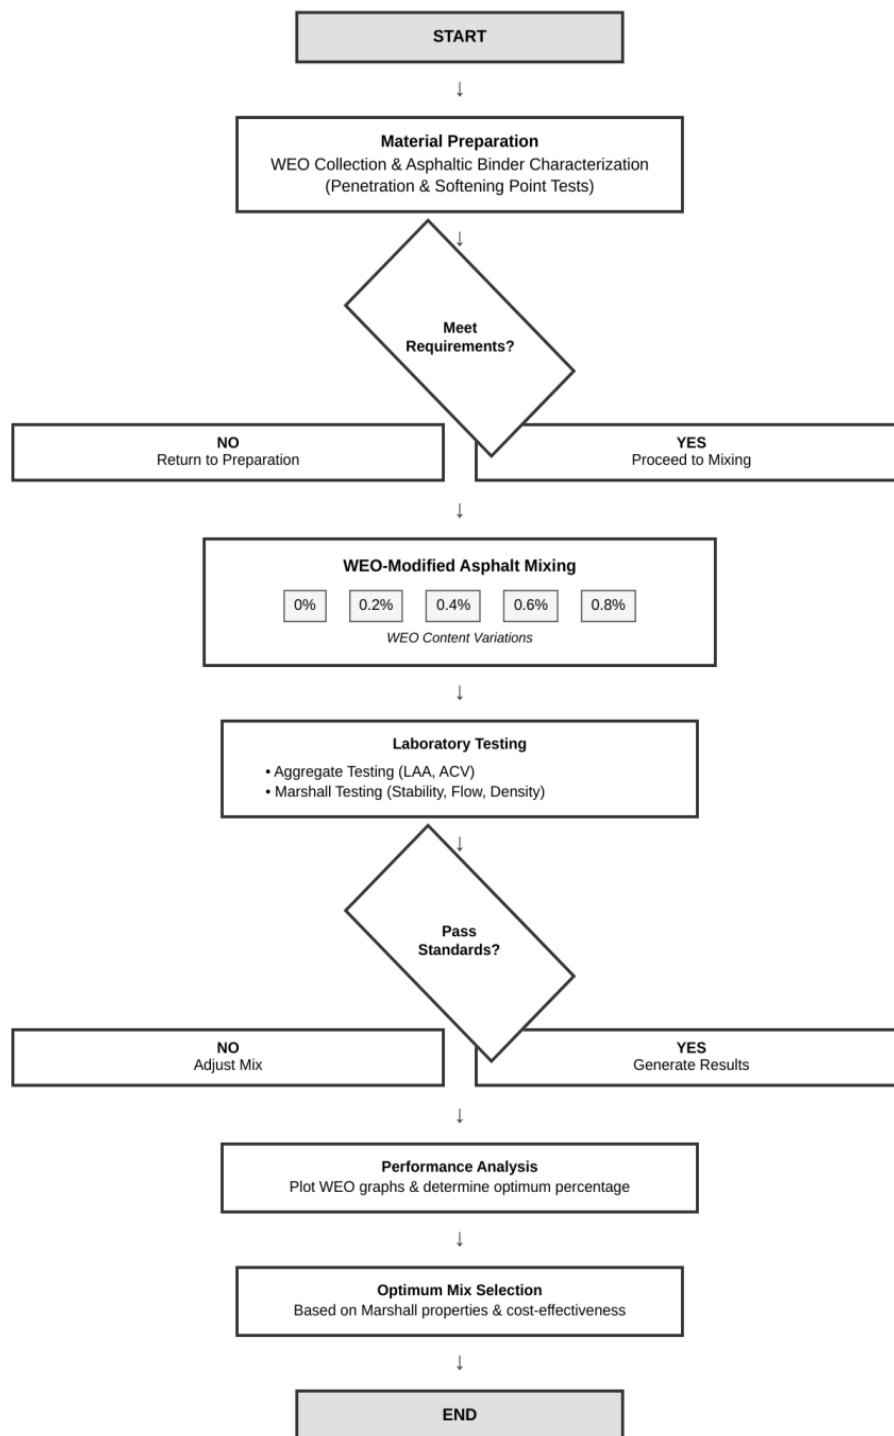 START
↓
Material Preparation
WEO Collection & Asphaltic Binder Characterization
(Penetration & Softening Point Tests)
↓
Meet
Requirements?
NO
Return to Preparation
YES
Proceed to Mixing
↓
WEO-Modified Asphalt Mixing
0% 0.2% 0.4% 0.6% 0.8%
WEO Content Variations
↓
Laboratory Testing
• Aggregate Testing (LAA, ACV)
• Marshall Testing (Stability, Flow, Density)
↓
Pass
Standards?
NO
Adjust Mix
YES
Generate Results
↓
Performance Analysis
Plot WEO graphs & determine optimum percentage
↓
Optimum Mix Selection
Based on Marshall properties & cost-effectiveness
↓
END